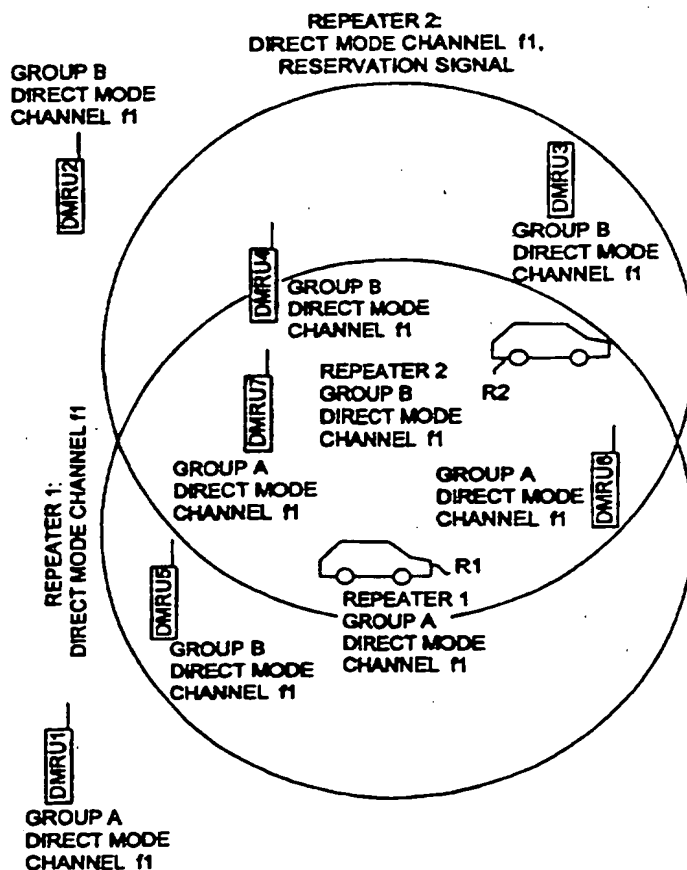 REPEATER 2:
DIRECT MODE CHANNEL f1,
RESERVATION SIGNAL
GROUP B
DIRECT MODE
CHANNEL f1
DMRU2
DMRU3
GROUP B
DIRECT MODE
CHANNEL f1
DMRU4
GROUP B
DIRECT MODE
CHANNEL f1
R2
REPEATER 2
GROUP B
DIRECT MODE
CHANNEL f1
DMRU7
GROUP A
DIRECT MODE
CHANNEL f1
GROUP A
DIRECT MODE
CHANNEL f1
DMRU6
REPEATER 1:
DIRECT MODE CHANNEL f1
R1
REPEATER 1
GROUP A
DIRECT MODE
CHANNEL f1
DMRU5
GROUP B
DIRECT MODE
CHANNEL f1
DMRU1
GROUP A
DIRECT MODE
CHANNEL f1